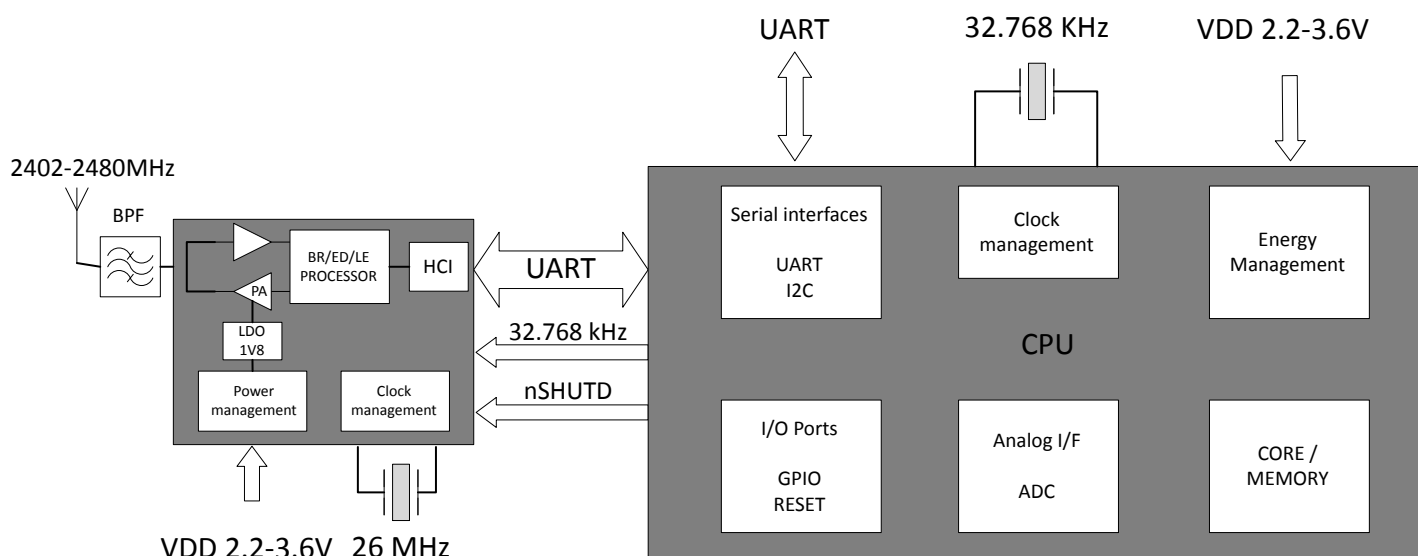 UART
32.768 KHz
VDD 2.2-3.6V
2402-2480MHz
BPF
BR/ED/LE
PROCESSOR
HCI
PA
LDO
1V8
Power
management
Clock
management
VDD 2.2-3.6V
26 MHz
UART
32.768 kHz
nSHUTD
Serial interfaces
UART
I2C
Clock
management
Energy
Management
CPU
I/O Ports
GPIO
RESET
Analog I/F
ADC
CORE /
MEMORY